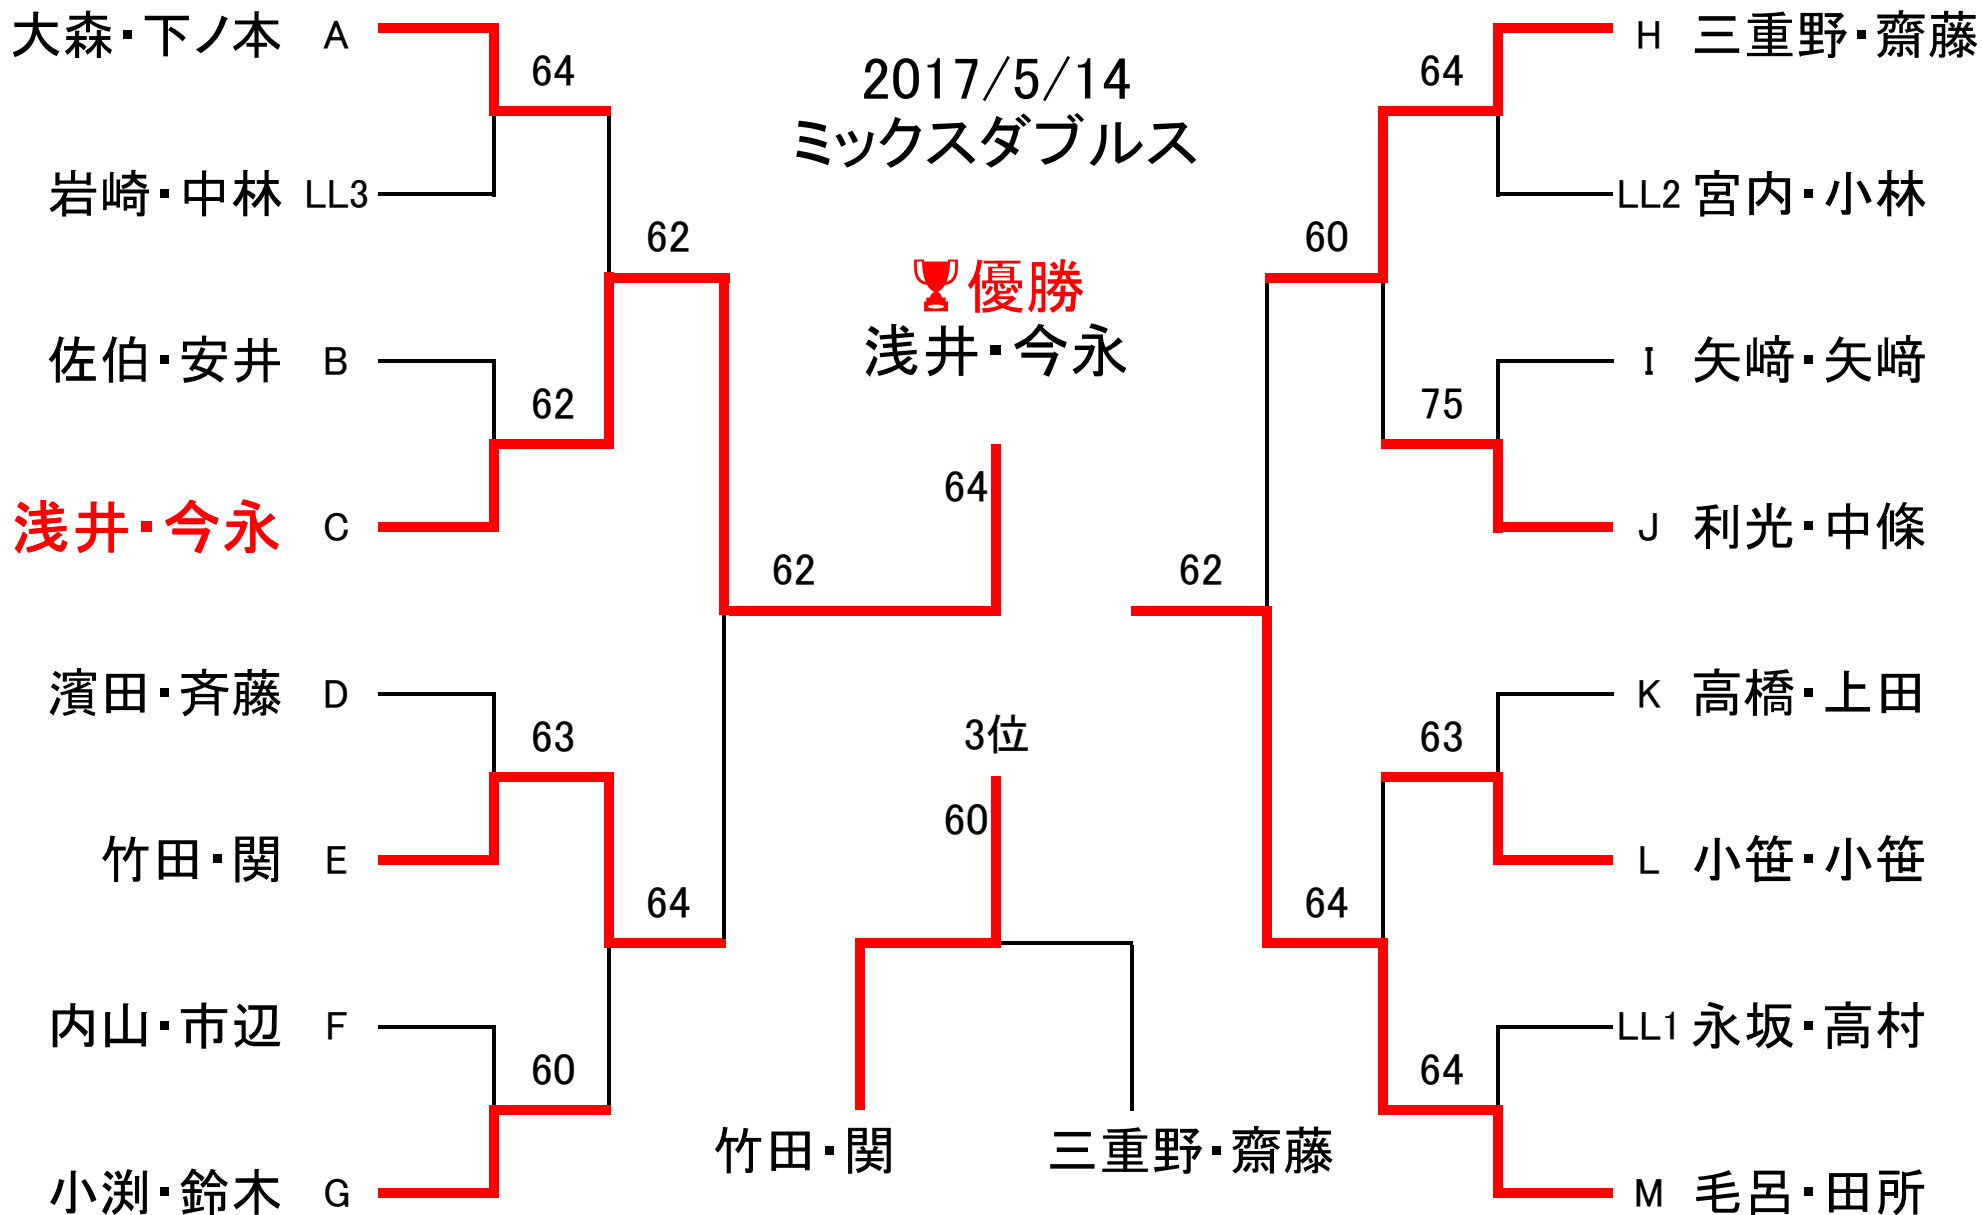 2017/5/14
ミックスダブルス
優勝
浅井・今永
64
62
62
3位
60
竹田・関
三重野・齋藤
大森・下ノ本 A
64
岩崎・中林 LL3
62
佐伯・安井 B
62
浅井・今永 C
濱田・斉藤 D
63
竹田・関 E
64
内山・市辺 F
60
小渕・鈴木 G
H 三重野・齋藤
64
LL2 宮内・小林
60
I 矢﨑・矢﨑
75
J 利光・中條
K 高橋・上田
63
L 小笹・小笹
64
LL1 永坂・高村
64
M 毛呂・田所